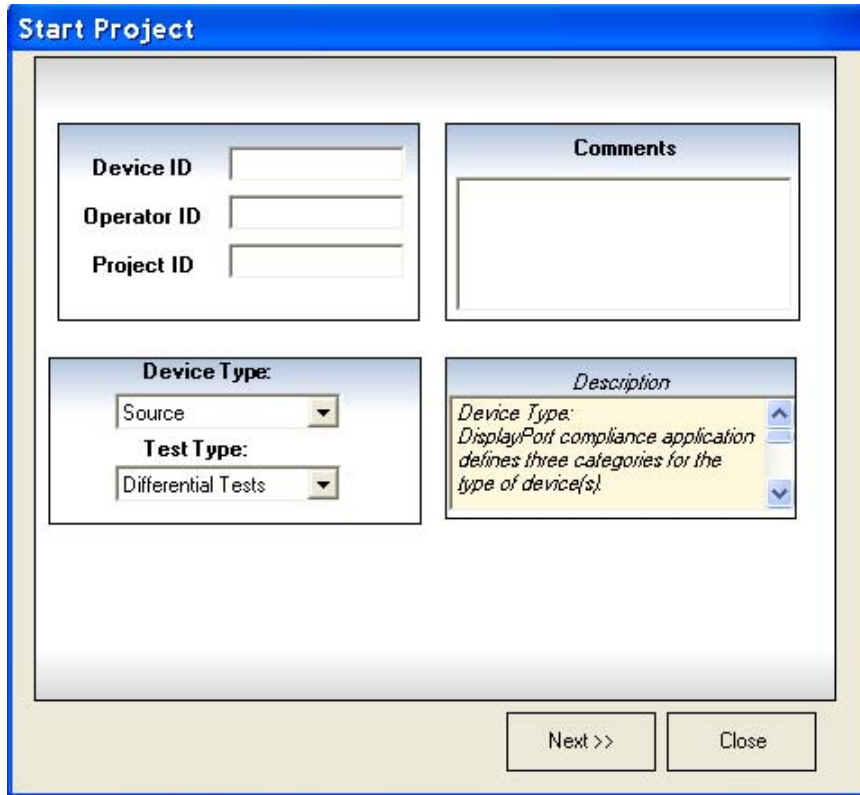 Start Project
Device ID
Operator ID
Project ID
Comments
Device Type:
Source
Test Type:
Differential Tests
Description
Device Type:
DisplayPort compliance application
defines three categories for the
type of device(s).
Next >>
Close